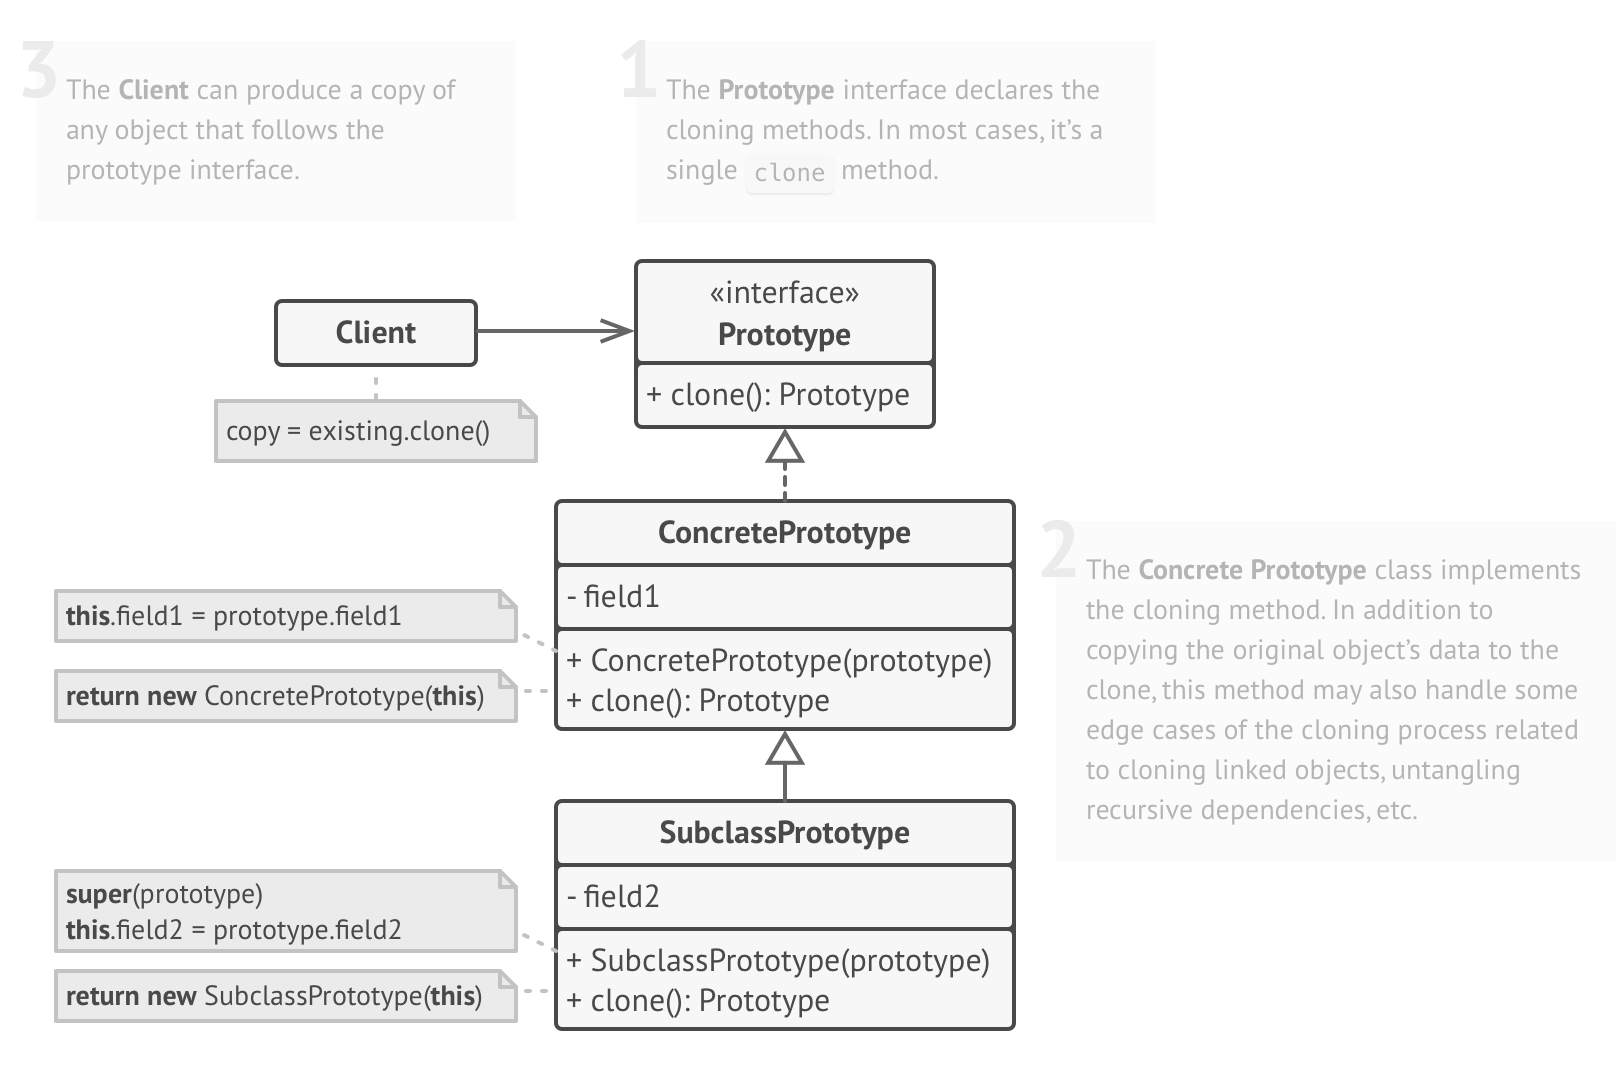 3
The Client can produce a copy of
any object that follows the
prototype interface.
1
The Prototype interface declares the
cloning methods. In most cases, it’s a
single clone method.
«interface»
Prototype
+ clone(): Prototype
Client
copy = existing.clone()
ConcretePrototype
- field1
+ ConcretePrototype(prototype)
+ clone(): Prototype
this.field1 = prototype.field1
return new ConcretePrototype(this)
2
The Concrete Prototype class implements
the cloning method. In addition to
copying the original object’s data to the
clone, this method may also handle some
edge cases of the cloning process related
to cloning linked objects, untangling
recursive dependencies, etc.
SubclassPrototype
- field2
+ SubclassPrototype(prototype)
+ clone(): Prototype
super(prototype)
this.field2 = prototype.field2
return new SubclassPrototype(this)